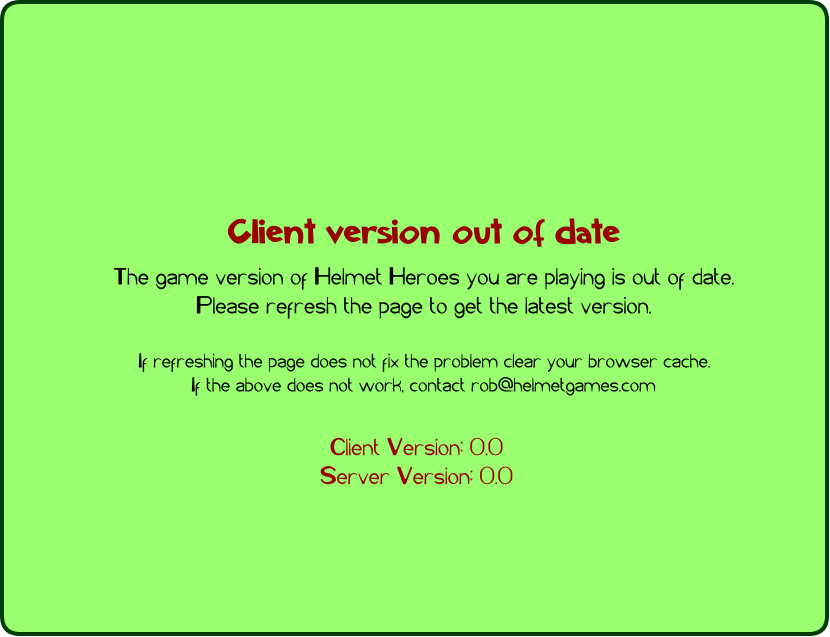 Client version out of date
The game version of Helmet Heroes you are playing is out of date.
Please refresh the page to get the latest version.
If refreshing the page does not fix the problem clear your browser cache.
If the above does not work, contact rob@helmetgames.com
Client Version: 0.0
Server Version: 0.0